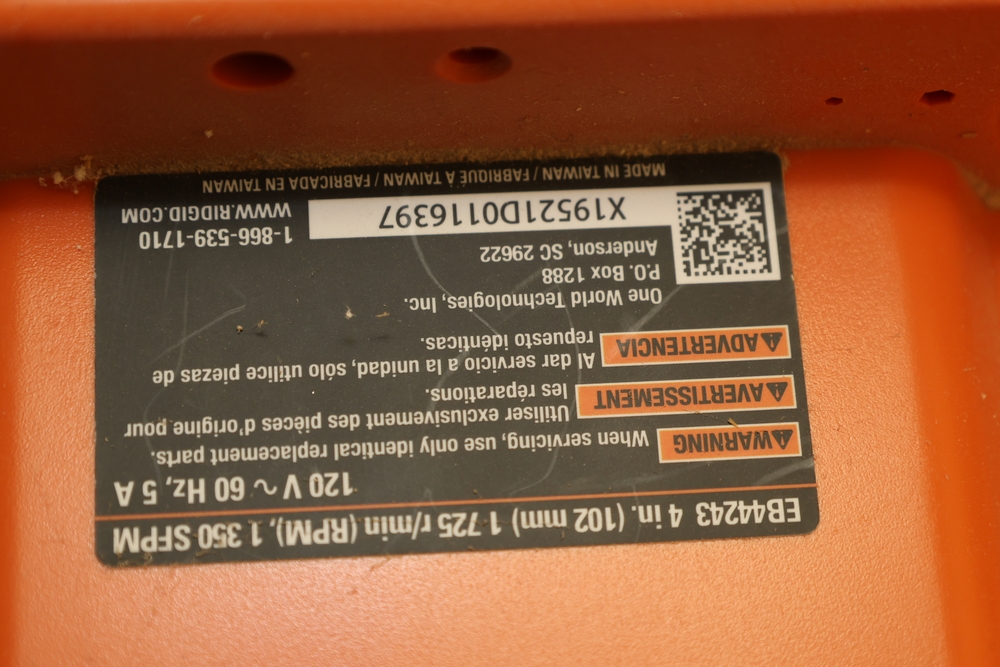 EB44243 4 in. (102 mm) 1 725 r/min (RPM), 1 350 SFPM
120 V ~ 60 Hz, 5 A
⚠WARNING When servicing, use only identical replacement parts.
⚠AVERTISSEMENT Utiliser exclusivement des pièces d'origine pour
les réparations.
⚠ADVERTENCIA Al dar servicio a la unidad, sólo utilice piezas de
repuesto idénticas.
One World Technologies, Inc.
P.O. Box 1288
Anderson, SC 29622
1-866-539-1710
X19521D0116397
WWW.RIDGID.COM
MADE IN TAIWAN / FABRIQUÉ À TAIWAN / FABRICADA EN TAIWAN